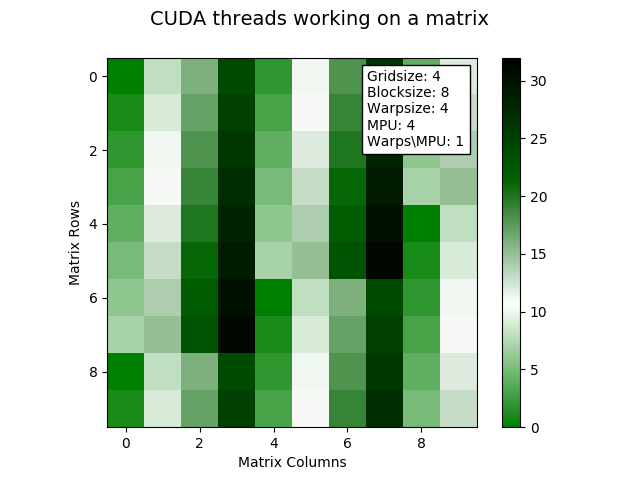 CUDA threads working on a matrix
Gridsize: 4
Blocksize: 8
Warpsize: 4
MPU: 4
Warps\MPU: 1
0
2
4
6
8
Matrix Rows
0
2
4
6
8
Matrix Columns
30
25
20
15
10
5
0